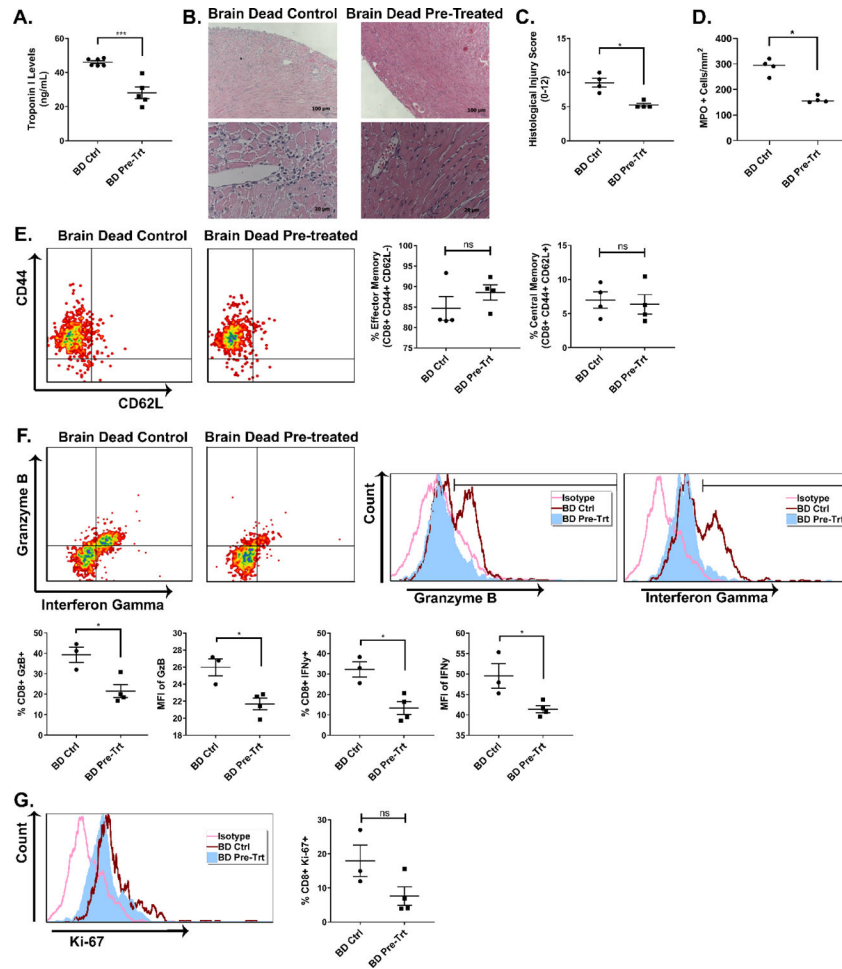 A.
Troponin I Levels
(ng/mL)
60
40
20
0
***
BD Ctrl
BD Pre-Trt
B.
Brain Dead Control
Brain Dead Pre-Treated
100 µm
100 µm
20 µm
20 µm
C.
Histological Injury Score
(0-12)
15
10
5
0
*
BD Ctrl
BD Pre-Trt
D.
MPO + Cells/mm²
400
300
200
100
0
*
BD Ctrl
BD Pre-Trt
E.
Brain Dead Control
Brain Dead Pre-treated
CD44
CD62L
% Effector Memory
(CD8+ CD44+ CD62L-)
100
95
90
85
80
75
ns
BD Ctrl
BD Pre-Trt
% Central Memory
(CD8+ CD44+ CD62L+)
15
10
5
0
ns
BD Ctrl
BD Pre-Trt
F.
Brain Dead Control
Brain Dead Pre-treated
Granzyme B
Interferon Gamma
Count
Isotype
BD Ctrl
BD Pre-Trt
Granzyme B
Isotype
BD Ctrl
BD Pre-Trt
Interferon Gamma
% CD8+ GzB+
50
40
30
20
10
0
*
BD Ctrl
BD Pre-Trt
MFI of GzB
30
28
26
24
22
20
18
*
BD Ctrl
BD Pre-Trt
% CD8+ IFNy+
50
40
30
20
10
0
*
BD Ctrl
BD Pre-Trt
MFI of IFNy
60
55
50
45
40
35
*
BD Ctrl
BD Pre-Trt
G.
Count
Isotype
BD Ctrl
BD Pre-Trt
Ki-67
% CD8+ Ki-67+
30
20
10
0
ns
BD Ctrl
BD Pre-Trt